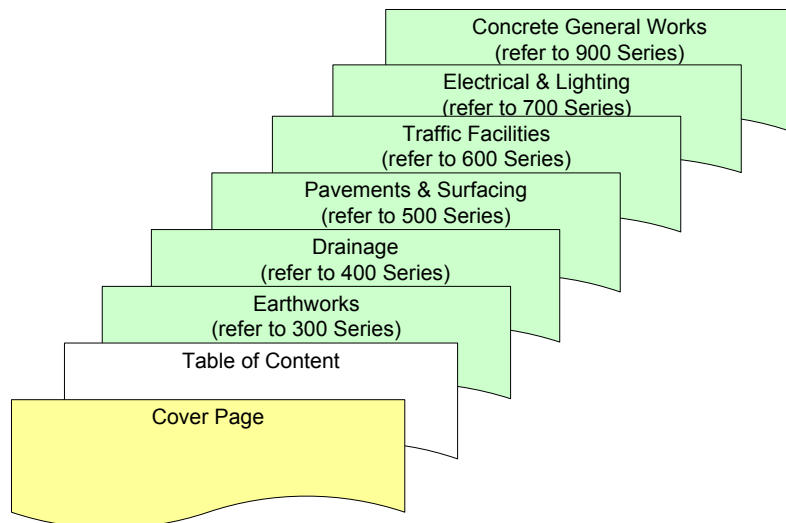 Concrete General Works
(refer to 900 Series)
Electrical & Lighting
(refer to 700 Series)
Traffic Facilities
(refer to 600 Series)
Pavements & Surfacing
(refer to 500 Series)
Drainage
(refer to 400 Series)
Earthworks
(refer to 300 Series)
Table of Content
Cover Page